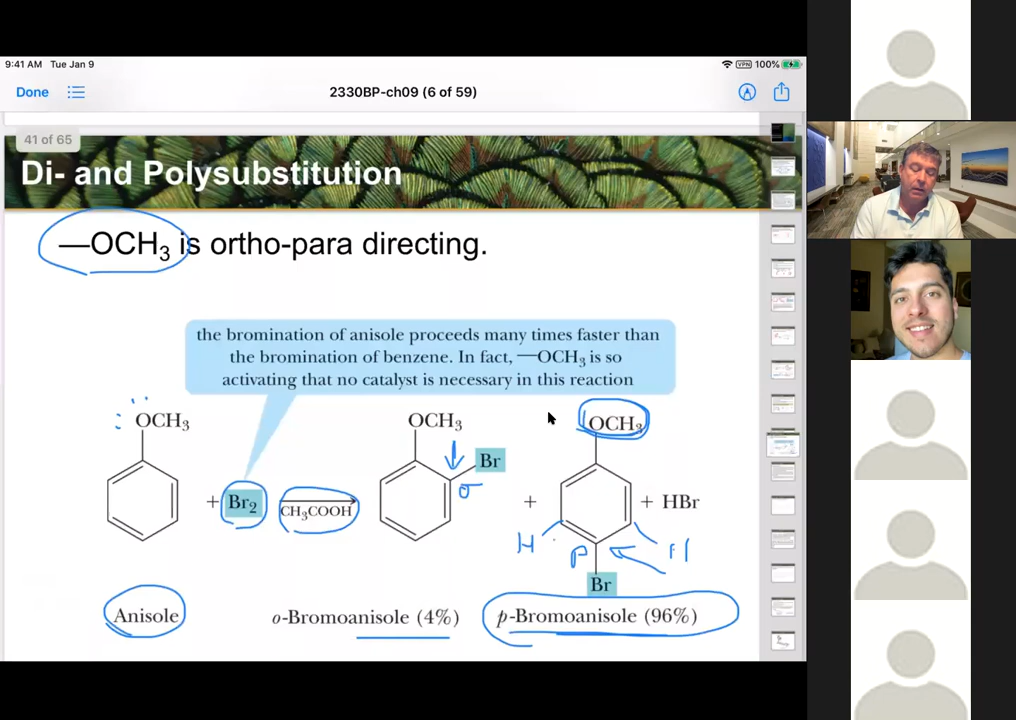 9:41 AM Tue Jan 9
VPN 100%
Done
2330BP-ch09 (6 of 59)
41 of 65
Di- and Polysubstitution
—OCH₃ is ortho-para directing.
the bromination of anisole proceeds many times faster than
the bromination of benzene. In fact, —OCH₃ is so
activating that no catalyst is necessary in this reaction
OCH₃ OCH₃ OCH₃
Br
+ Br₂ CH₃COOH + + HBr
o
H P H
Br
Anisole o-Bromoanisole (4%) p-Bromoanisole (96%)